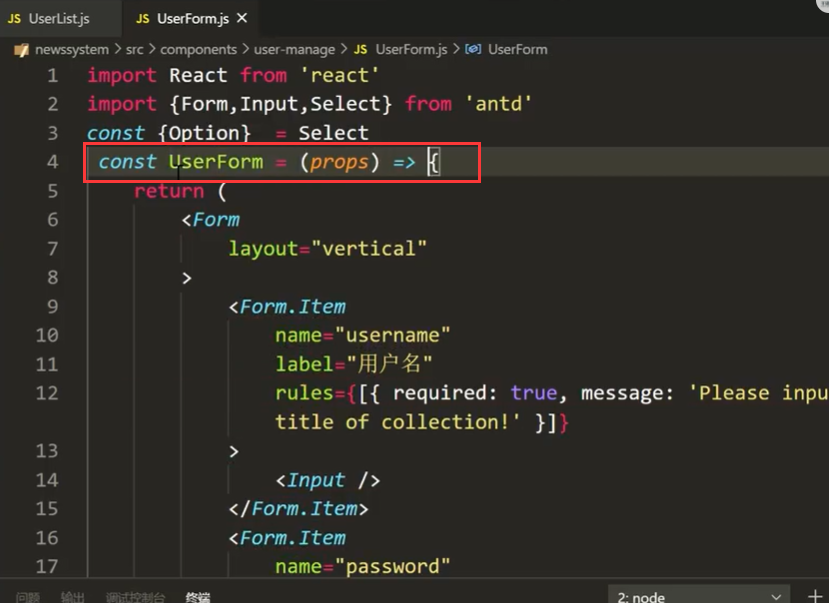 JS UserList.js JS UserForm.js ×
newssystem > src > components > user-manage > JS UserForm.js > UserForm
1 import React from 'react'
2 import {Form,Input,Select} from 'antd'
3 const {Option}  = Select
4 const UserForm = (props) => {
5 return (
6 <Form
7 layout="vertical"
8 >
9 <Form.Item
10 name="username"
11 label="用户名"
12 rules={[{ required: true, message: 'Please inpu
title of collection!' }]}
13 >
14 <Input />
15 </Form.Item>
16 <Form.Item
17 name="password"
问题 输出 调试控制台 终端 2: node +